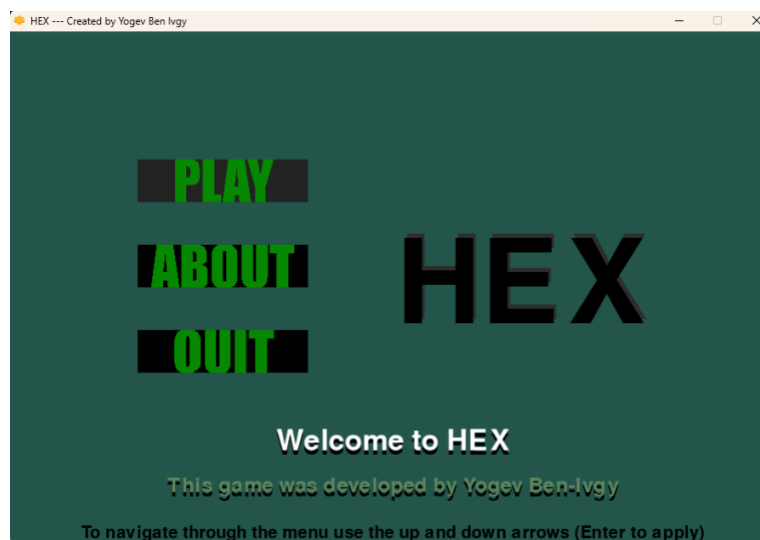 HEX --- Created by Yogev Ben Ivgy
PLAY
ABOUT
QUIT
HEX
Welcome to HEX
This game was developed by Yogev Ben-Ivgy
To navigate through the menu use the up and down arrows (Enter to apply)